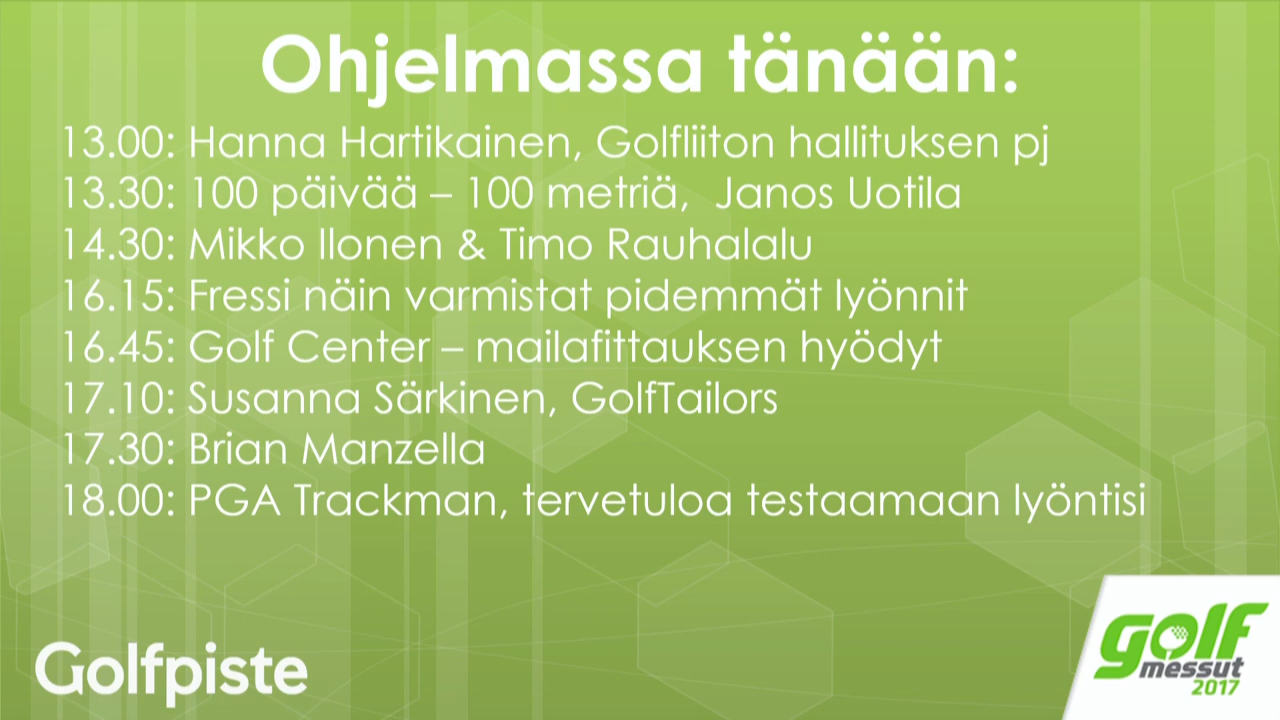 Ohjelmassa tänään:
13.00: Hanna Hartikainen, Golfliiton hallituksen pj
13.30: 100 päivää – 100 metriä, Janos Uotila
14.30: Mikko Ilonen & Timo Rauhalalu
16.15: Fressi näin varmistat pidemmät lyönnit
16.45: Golf Center – mailafittauksen hyödyt
17.10: Susanna Särkinen, GolfTailors
17.30: Brian Manzella
18.00: PGA Trackman, tervetuloa testaamaan lyöntisi
Golfpiste
golf
messut
2017